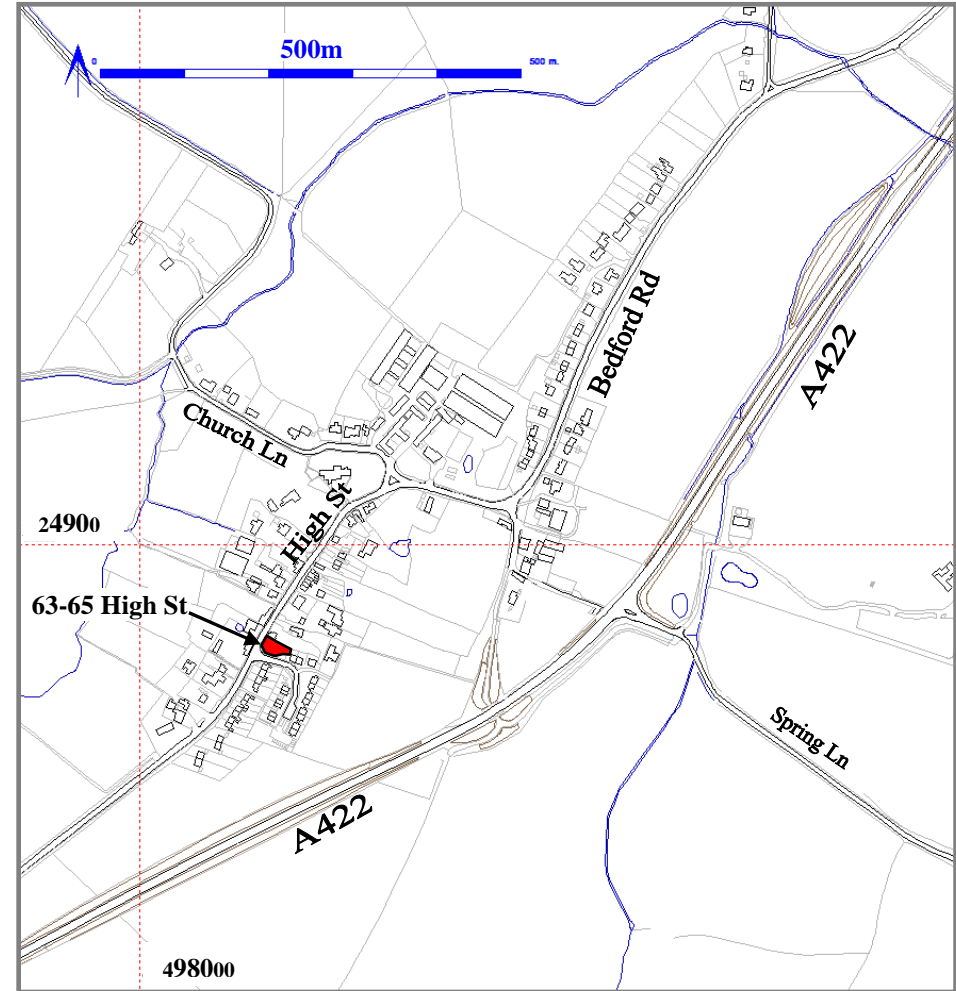 500m
0
500 m.
Bedford Rd
A422
Church Ln
High St
24900
63-65 High St
Spring Ln
A422
498000